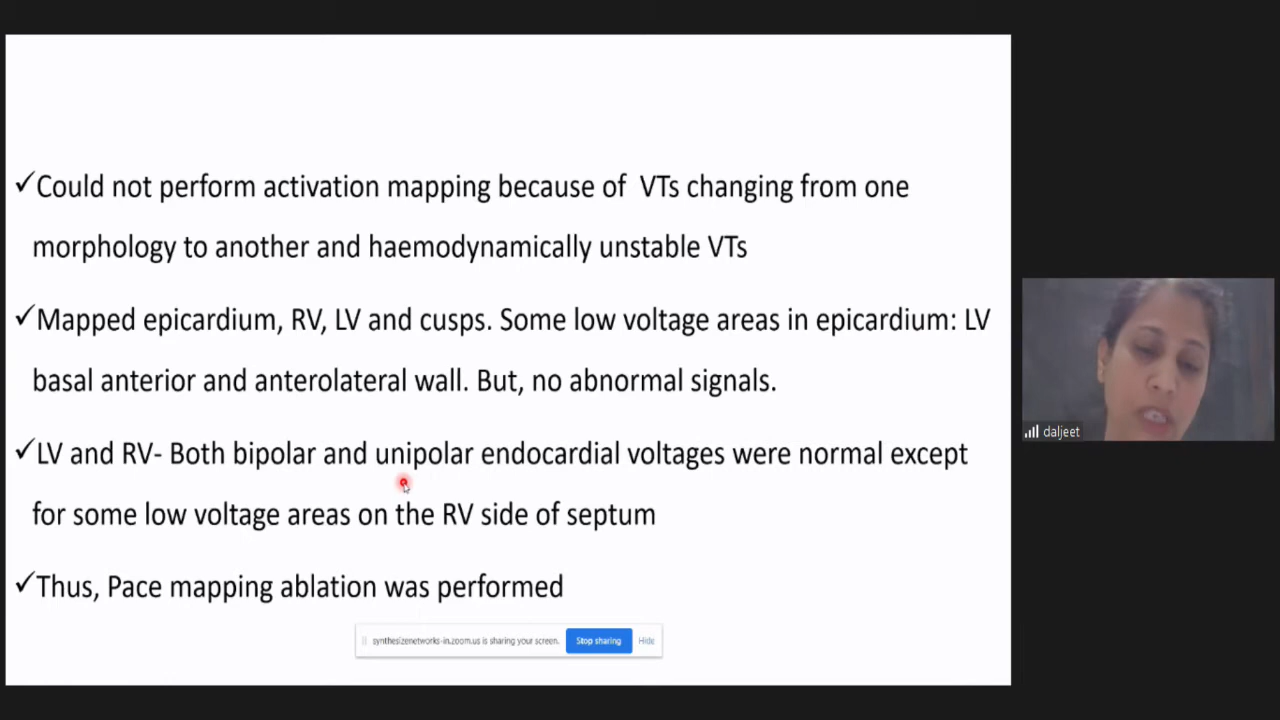 ✓Could not perform activation mapping because of VTs changing from one
morphology to another and haemodynamically unstable VTs
✓Mapped epicardium, RV, LV and cusps. Some low voltage areas in epicardium: LV
basal anterior and anterolateral wall. But, no abnormal signals.
✓LV and RV- Both bipolar and unipolar endocardial voltages were normal except
for some low voltage areas on the RV side of septum
✓Thus, Pace mapping ablation was performed
synthesizenetworks-in.zoom.us is sharing your screen. Stop sharing Hide
daljeet